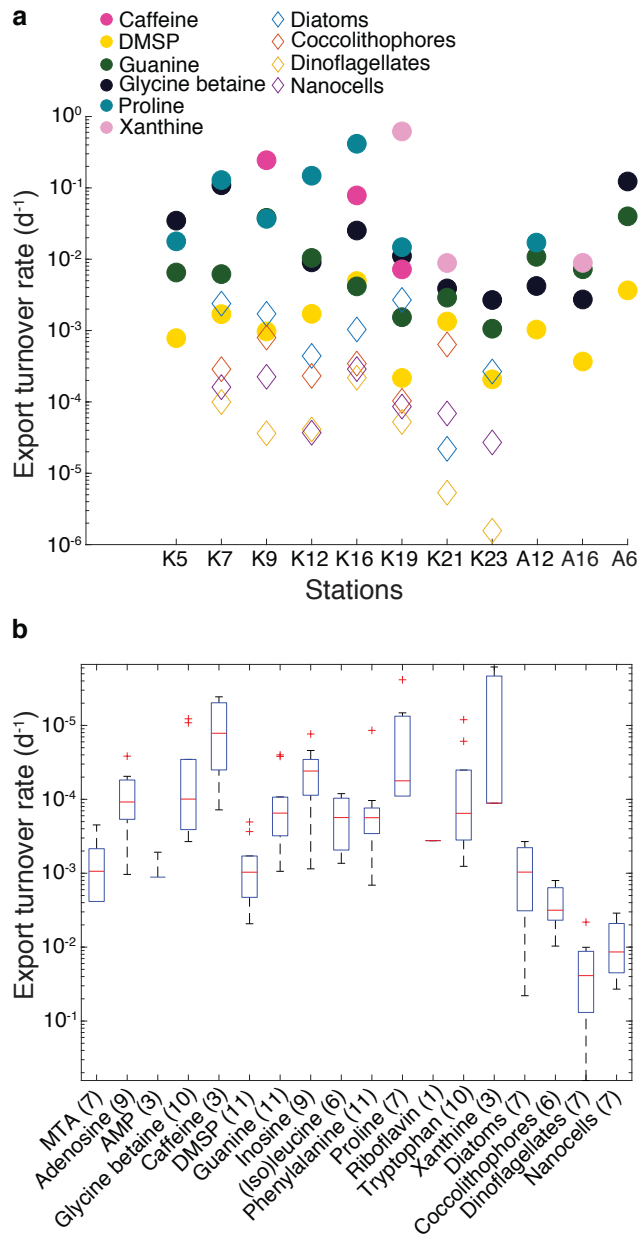 a
Caffeine
DMSP
Guanine
Glycine betaine
Proline
Xanthine
Diatoms
Coccolithophores
Dinoflagellates
Nanocells
Export turnover rate (d⁻¹)
10⁰
10⁻¹
10⁻²
10⁻³
10⁻⁴
10⁻⁵
10⁻⁶
K5 K7 K9 K12 K16 K19 K21 K23 A12 A16 A6
Stations
b
Export turnover rate (d⁻¹)
10⁻⁵
10⁻⁴
10⁻³
10⁻²
10⁻¹
MTA (7)
Adenosine (9)
AMP (3)
Glycine betaine (10)
Caffeine (3)
DMSP (11)
Guanine (11)
Inosine (9)
(Iso)leucine (6)
Phenylalanine (11)
Proline (7)
Riboflavin (1)
Tryptophan (10)
Xanthine (3)
Diatoms (7)
Coccolithophores (6)
Dinoflagellates (7)
Nanocells (7)